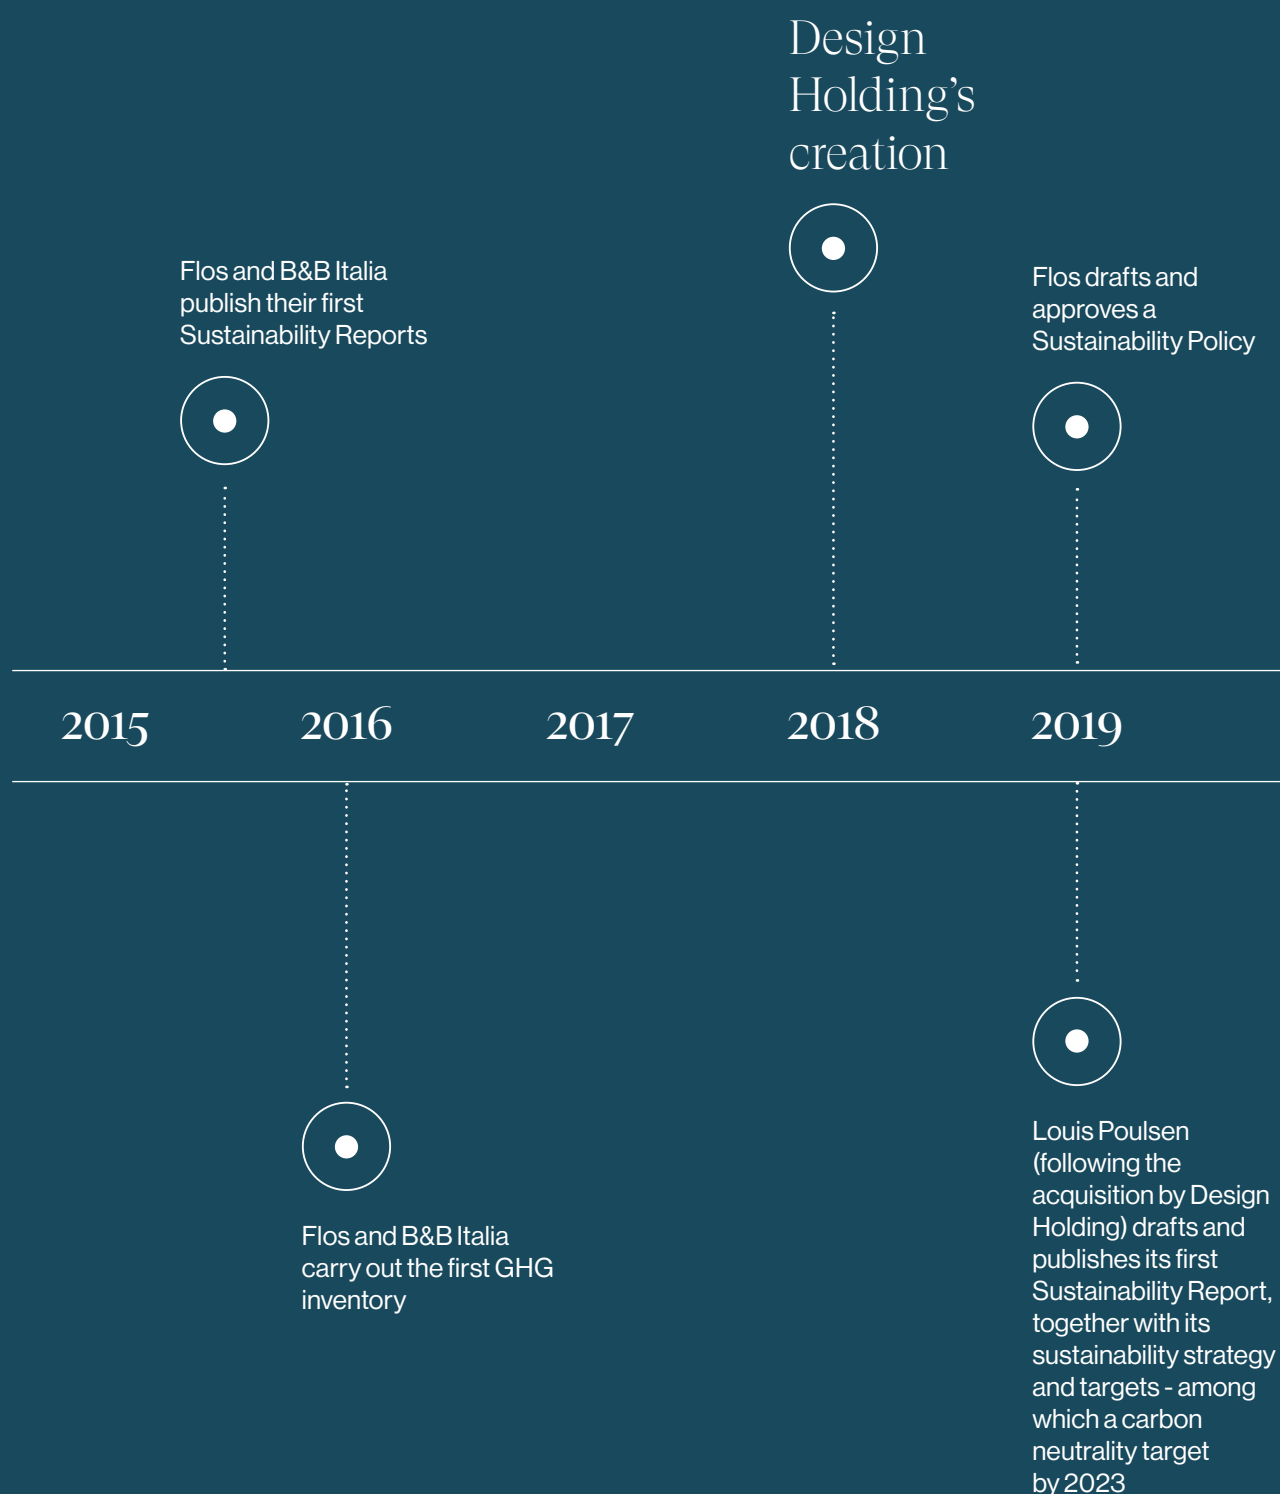 Design
Holding’s
creation
Flos and B&B Italia
publish their first
Sustainability Reports
Flos drafts and
approves a
Sustainability Policy
2015
2016
2017
2018
2019
Flos and B&B Italia
carry out the first GHG
inventory
Louis Poulsen
(following the
acquisition by Design
Holding) drafts and
publishes its first
Sustainability Report,
together with its
sustainability strategy
and targets - among
which a carbon
neutrality target
by 2023